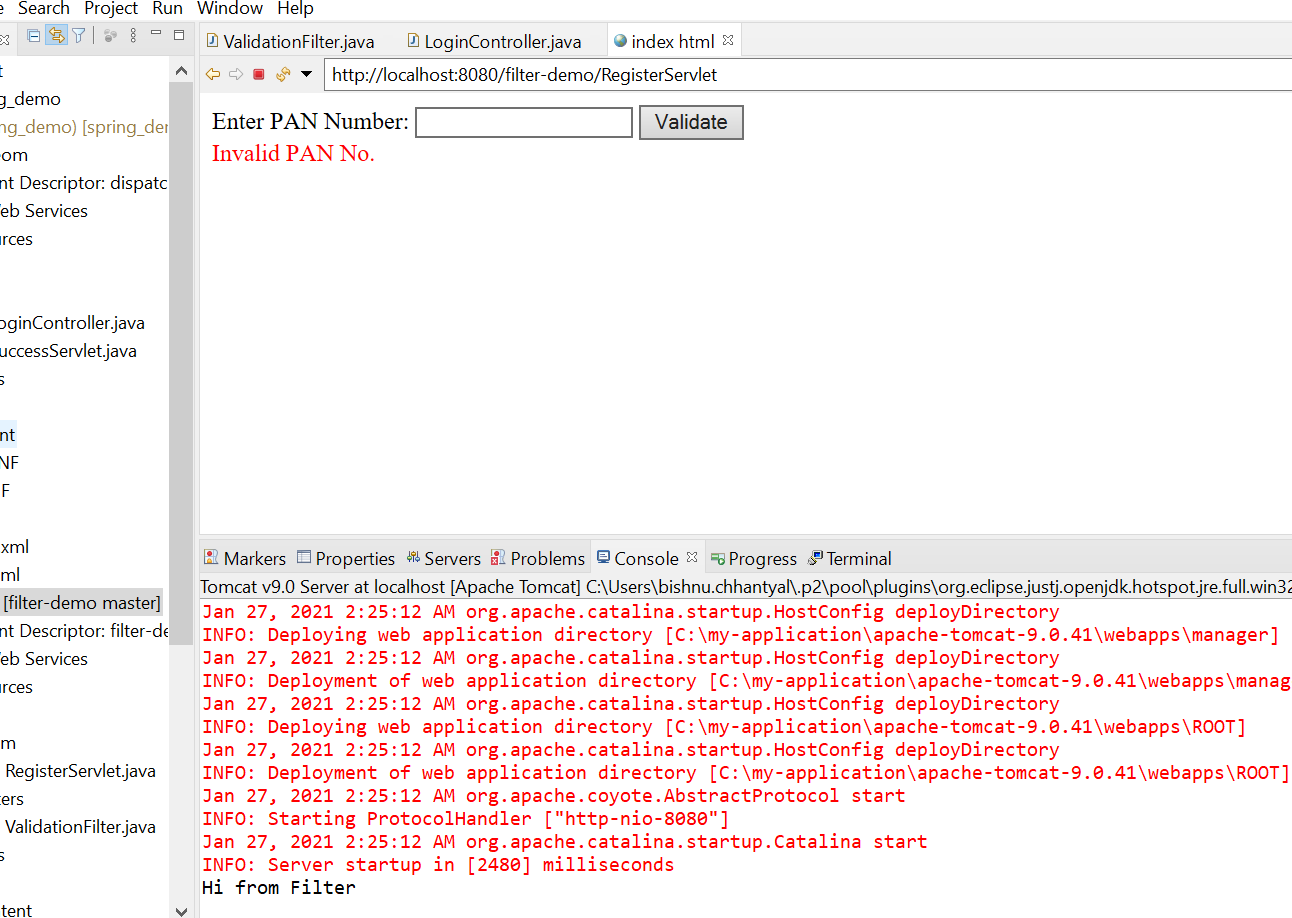 e Search Project Run Window Help
ValidationFilter.java LoginController.java index html
t
http://localhost:8080/filter-demo/RegisterServlet
g_demo
ng_demo) [spring_der
om
nt Descriptor: dispatc
eb Services
urces
oginController.java
uccessServlet.java
s
nt
NF
F
xml
ml
[filter-demo master]
nt Descriptor: filter-de
eb Services
urces
m
RegisterServlet.java
ers
ValidationFilter.java
s
tent
Enter PAN Number: Validate
Invalid PAN No.
Markers Properties Servers Problems Console Progress Terminal
Tomcat v9.0 Server at localhost [Apache Tomcat] C:\Users\bishnu.chhantyal\.p2\pool\plugins\org.eclipse.justj.openjdk.hotspot.jre.full.win32
Jan 27, 2021 2:25:12 AM org.apache.catalina.startup.HostConfig deployDirectory
INFO: Deploying web application directory [C:\my-application\apache-tomcat-9.0.41\webapps\manager]
Jan 27, 2021 2:25:12 AM org.apache.catalina.startup.HostConfig deployDirectory
INFO: Deployment of web application directory [C:\my-application\apache-tomcat-9.0.41\webapps\manag
Jan 27, 2021 2:25:12 AM org.apache.catalina.startup.HostConfig deployDirectory
INFO: Deploying web application directory [C:\my-application\apache-tomcat-9.0.41\webapps\ROOT]
Jan 27, 2021 2:25:12 AM org.apache.catalina.startup.HostConfig deployDirectory
INFO: Deployment of web application directory [C:\my-application\apache-tomcat-9.0.41\webapps\ROOT]
Jan 27, 2021 2:25:12 AM org.apache.coyote.AbstractProtocol start
INFO: Starting ProtocolHandler ["http-nio-8080"]
Jan 27, 2021 2:25:12 AM org.apache.catalina.startup.Catalina start
INFO: Server startup in [2480] milliseconds
Hi from Filter